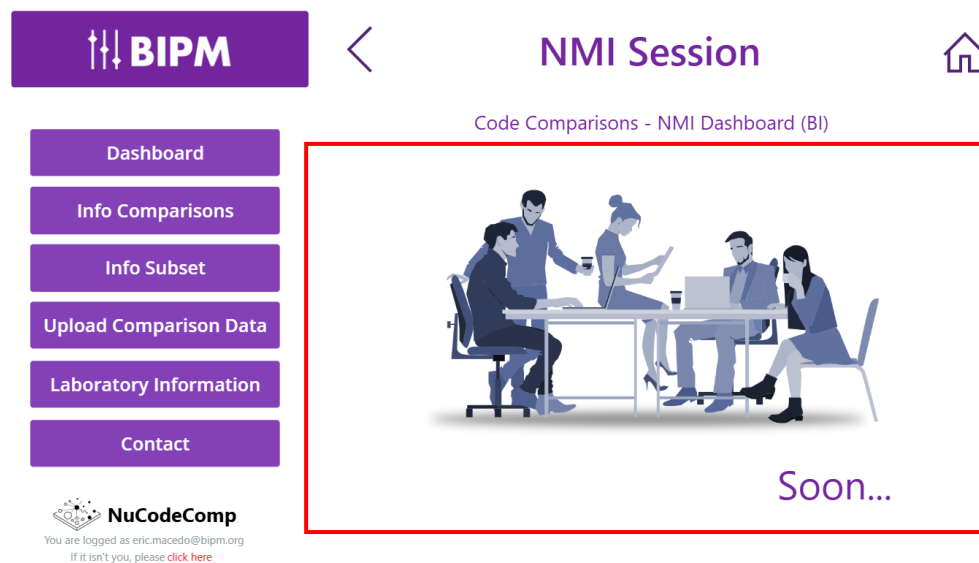 BIPM
NMI Session
Code Comparisons - NMI Dashboard (BI)
Dashboard
Info Comparisons
Info Subset
Upload Comparison Data
Laboratory Information
Contact
Soon...
NuCodeComp
You are logged as eric.macedo@bipm.org
If it isn't you, please click here